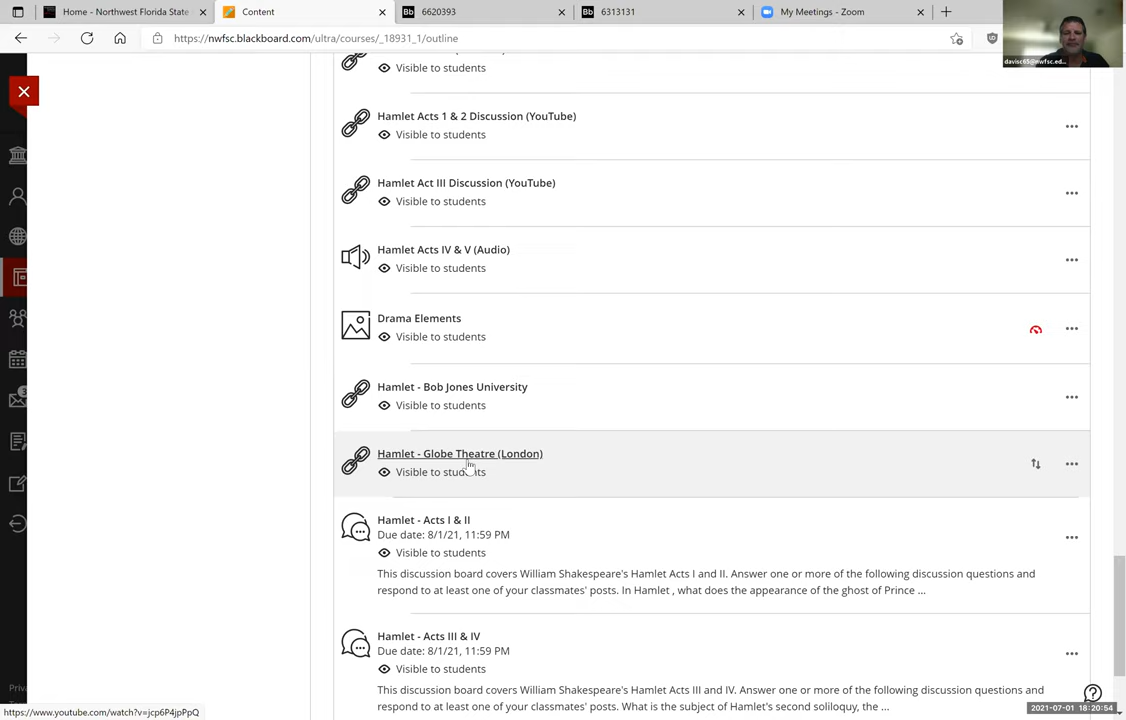 Home - Northwest Florida State
Content
Bb
6620393
Bb
6313131
My Meetings - Zoom
https://nwfsc.blackboard.com/ultra/courses/_18931_1/outline
davisc65@nwfsc.ed...
Visible to students
Hamlet Acts 1 & 2 Discussion (YouTube)
Visible to students
Hamlet Act III Discussion (YouTube)
Visible to students
Hamlet Acts IV & V (Audio)
Visible to students
Drama Elements
Visible to students
Hamlet - Bob Jones University
Visible to students
Hamlet - Globe Theatre (London)
Visible to students
Hamlet - Acts I & II
Due date: 8/1/21, 11:59 PM
Visible to students
This discussion board covers William Shakespeare's Hamlet Acts I and II. Answer one or more of the following discussion questions and
respond to at least one of your classmates' posts. In Hamlet , what does the appearance of the ghost of Prince ...
Hamlet - Acts III & IV
Due date: 8/1/21, 11:59 PM
Visible to students
This discussion board covers William Shakespeare's Hamlet Acts III and IV. Answer one or more of the following discussion questions and
respond to at least one of your classmates' posts. What is the subject of Hamlet's second soliloquy, the ...
Priv
https://www.youtube.com/watch?v=jcp6P4jpPpQ
2021-07-01 18:20:54